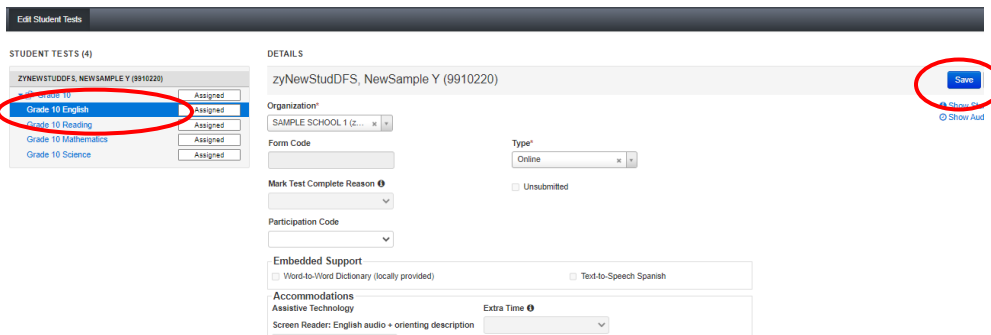 Edit Student Tests
STUDENT TESTS (4)
ZYNEWSTUDDFS, NEWSAMPLE Y (9910220)
Grade 10 Assigned
Grade 10 English Assigned
Grade 10 Reading Assigned
Grade 10 Mathematics Assigned
Grade 10 Science Assigned
DETAILS
zyNewStudDFS, NewSample Y (9910220)
Save
Show
Show Aud
Organization*
SAMPLE SCHOOL 1 (z... x
Form Code
Type*
Online x
Mark Test Complete Reason
Unsubmitted
Participation Code
Embedded Support
Word-to-Word Dictionary (locally provided) Text-to-Speech Spanish
Accommodations
Assistive Technology Extra Time
Screen Reader: English audio + orienting description